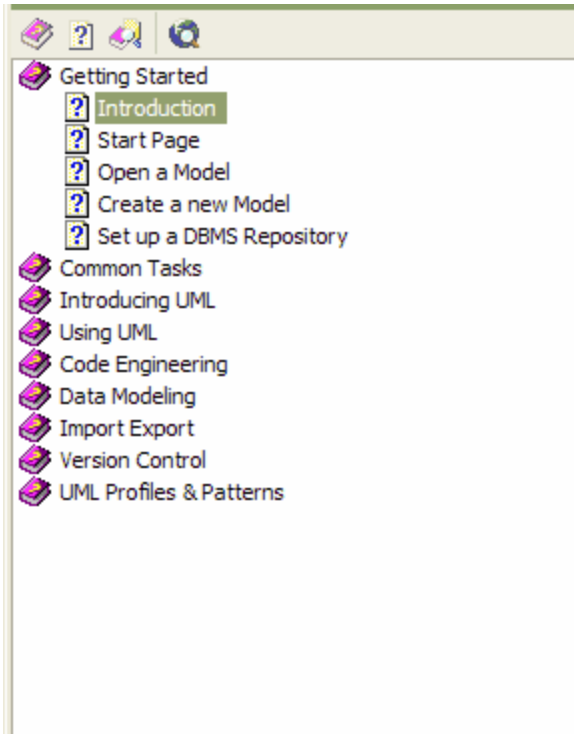 Getting Started
Introduction
Start Page
Open a Model
Create a new Model
Set up a DBMS Repository
Common Tasks
Introducing UML
Using UML
Code Engineering
Data Modeling
Import Export
Version Control
UML Profiles & Patterns